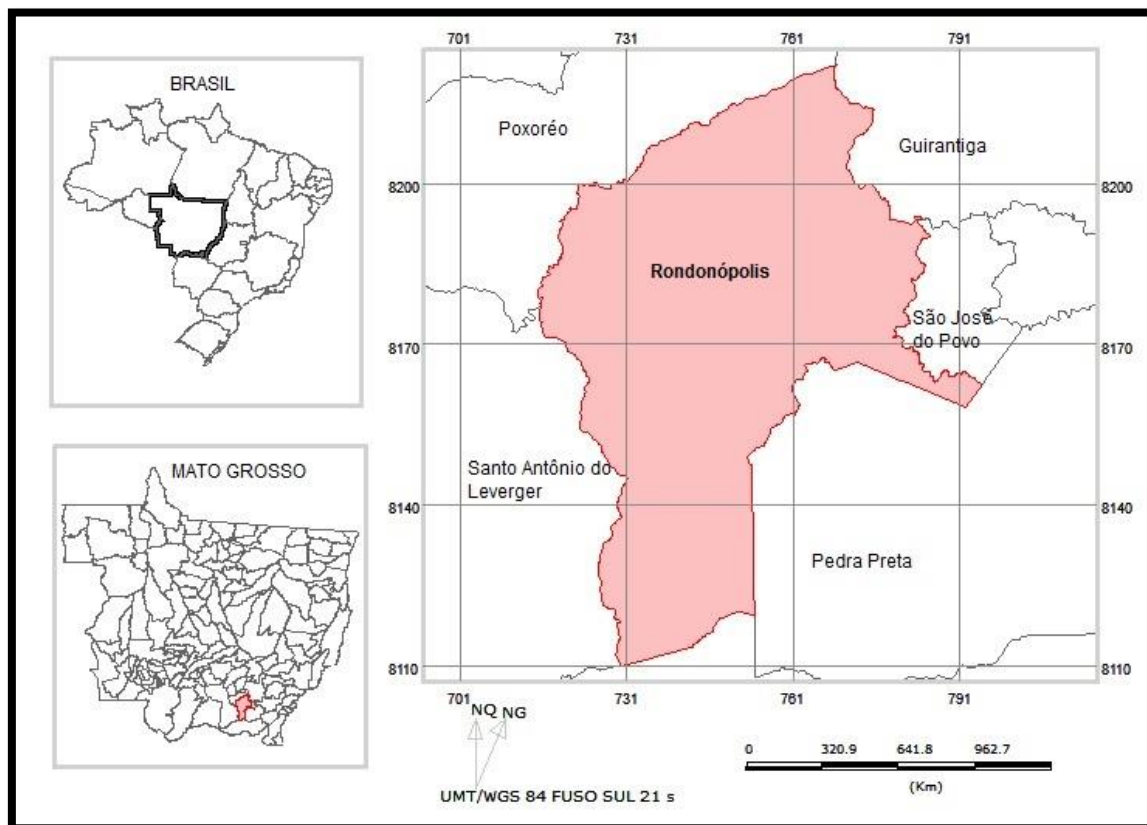 BRASIL
MATO GROSSO
701 731 761 791
Poxoréo
Guirantiga
8200 8200
Rondonópolis
São José
do Povo
8170 8170
Santo Antônio do
Leverger
8140 8140
Pedra Preta
8110 8110
701 731 761 791
NQ NG
0 320.9 641.8 962.7
(Km)
UMT/WGS 84 FUSO SUL 21 s